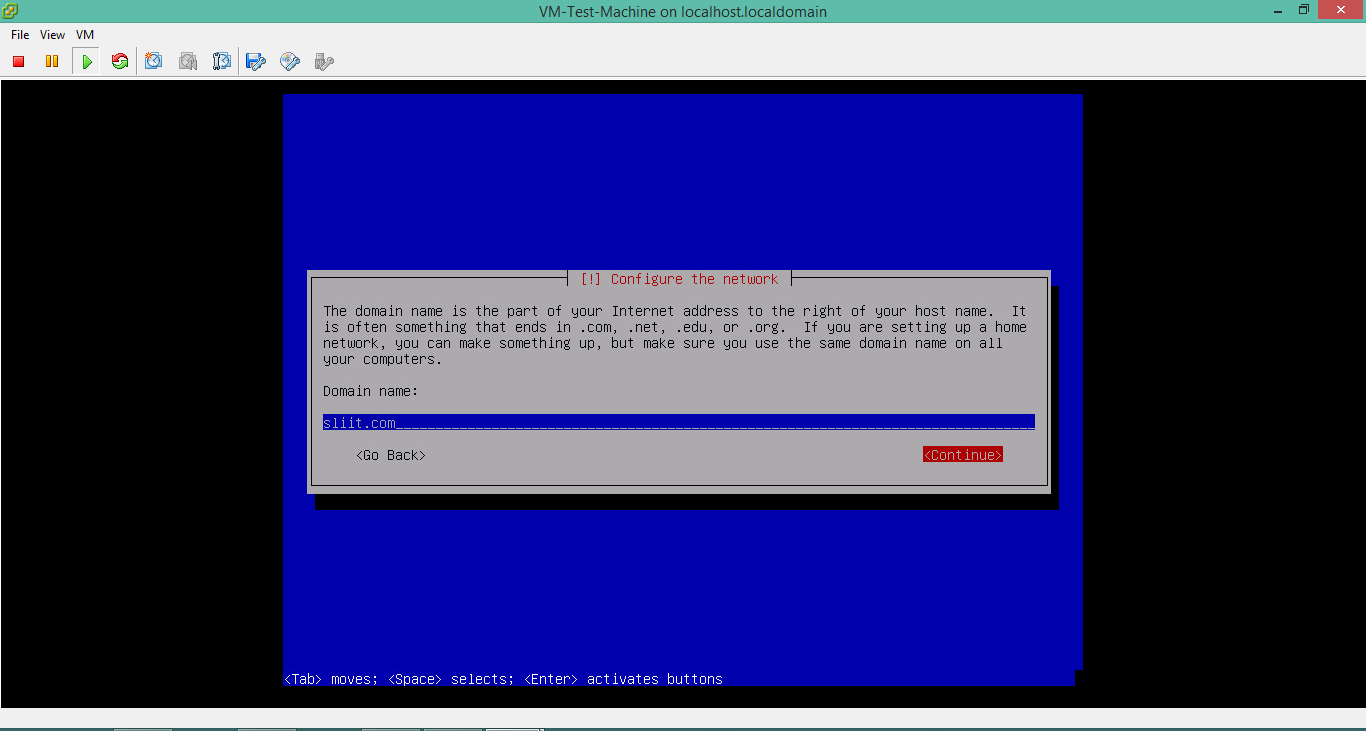 VM-Test-Machine on localhost.localdomain
File View VM
[!] Configure the network
The domain name is the part of your Internet address to the right of your host name.  It
is often something that ends in .com, .net, .edu, or .org.  If you are setting up a home
network, you can make something up, but make sure you use the same domain name on all
your computers.
Domain name:
sliit.com
<Go Back> <Continue>
<Tab> moves; <Space> selects; <Enter> activates buttons